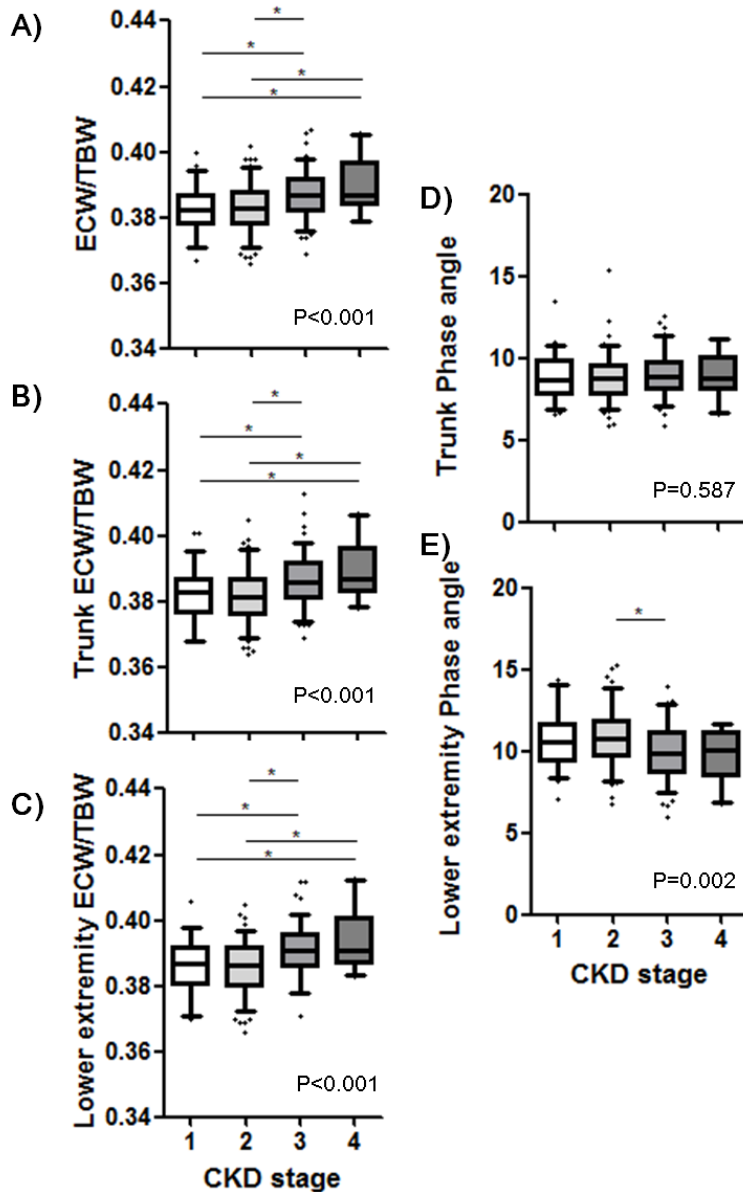 A)
ECW/TBW
0.44
0.42
0.40
0.38
0.36
0.34
*
*
*
*
P<0.001
B)
Trunk ECW/TBW
0.44
0.42
0.40
0.38
0.36
0.34
*
*
*
*
P<0.001
C)
Lower extremity ECW/TBW
0.44
0.42
0.40
0.38
0.36
0.34
*
*
*
*
P<0.001
1 2 3 4
CKD stage
D)
Trunk Phase angle
20
15
10
5
0
P=0.587
E)
Lower extremity Phase angle
20
15
10
5
0
*
P=0.002
1 2 3 4
CKD stage